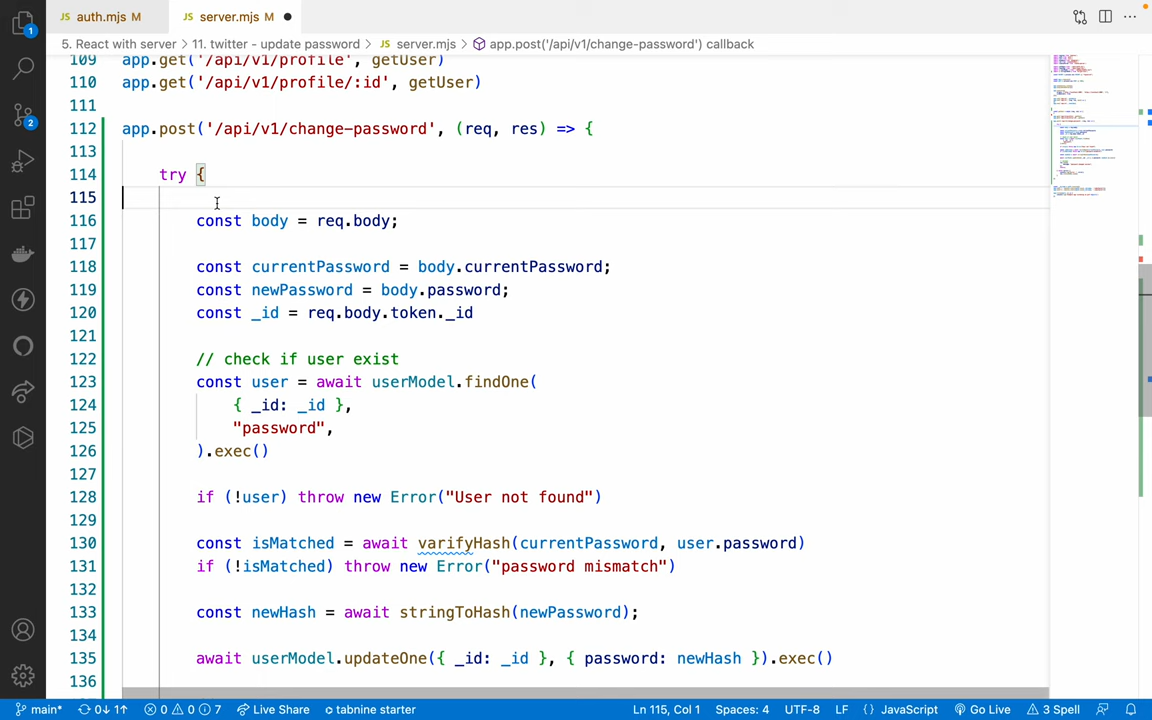 JS auth.mjs M
JS server.mjs M
5. React with server > 11. twitter - update password > JS server.mjs > app.post('/api/v1/change-password') callback
109 app.get('/api/v1/profile', getUser)
110 app.get('/api/v1/profile/:id', getUser)
111
112 app.post('/api/v1/change-password', (req, res) => {
113
114 try {
115
116 const body = req.body;
117
118 const currentPassword = body.currentPassword;
119 const newPassword = body.password;
120 const _id = req.body.token._id
121
122 // check if user exist
123 const user = await userModel.findOne(
124 { _id: _id },
125 "password",
126 ).exec()
127
128 if (!user) throw new Error("User not found")
129
130 const isMatched = await varifyHash(currentPassword, user.password)
131 if (!isMatched) throw new Error("password mismatch")
132
133 const newHash = await stringToHash(newPassword);
134
135 await userModel.updateOne({ _id: _id }, { password: newHash }).exec()
136
1
2
main* 0↓ 1↑ 0 0 7 Live Share tabnine starter Ln 115, Col 1 Spaces: 4 UTF-8 LF {} JavaScript Go Live 3 Spell